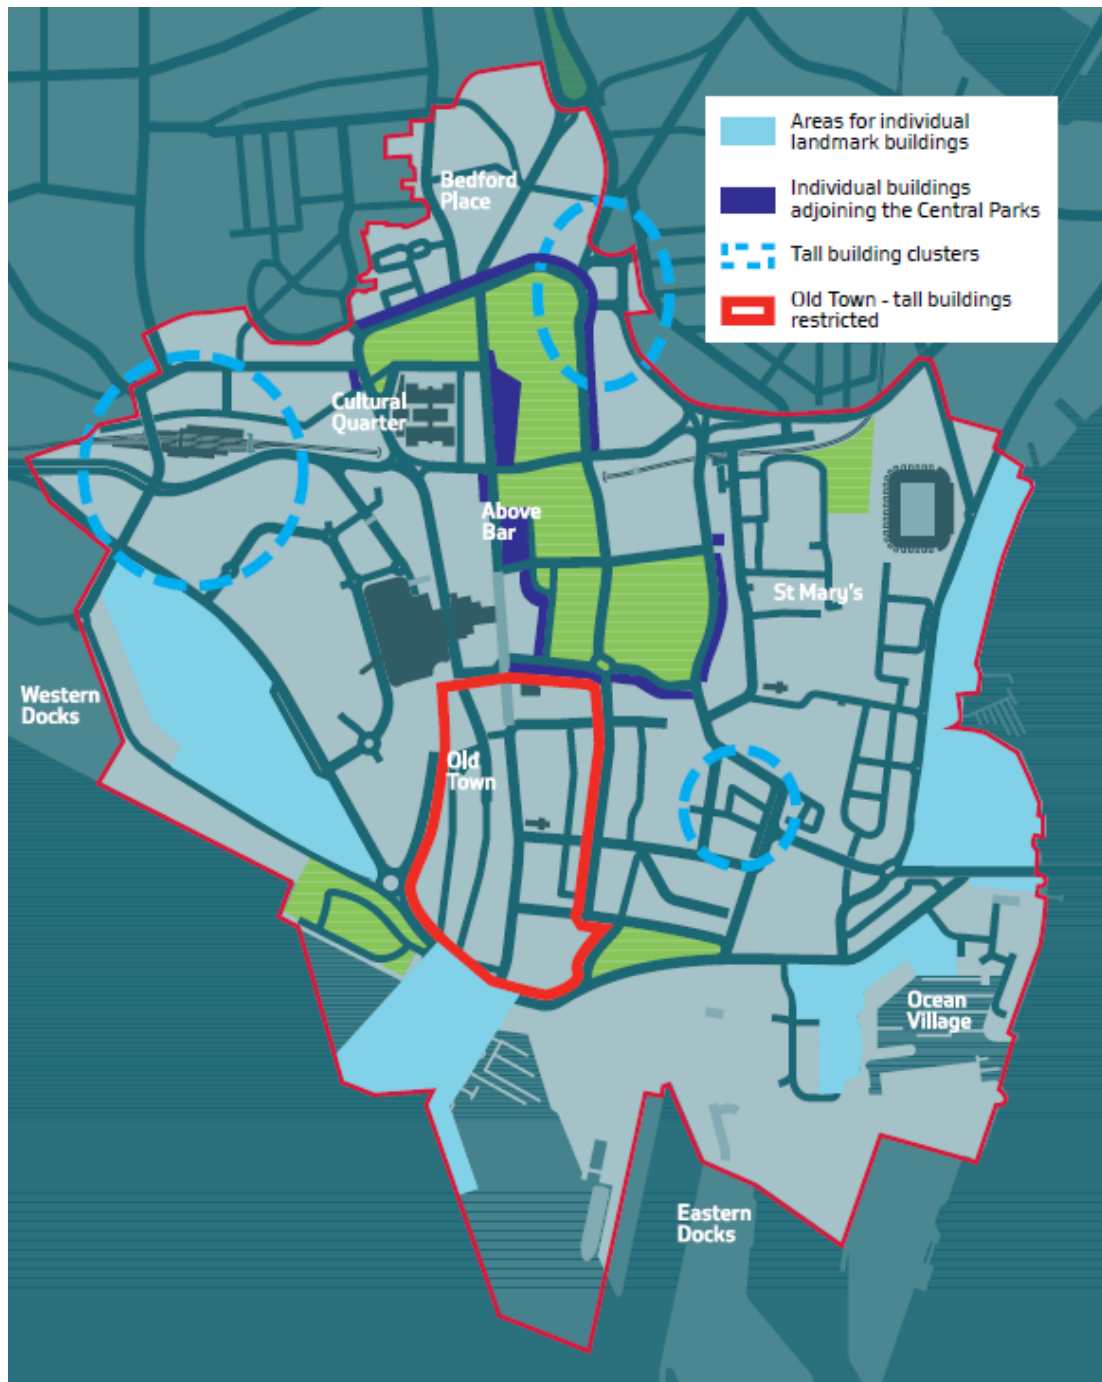 Areas for individual
landmark buildings
Individual buildings
adjoining the Central Parks
Tall building clusters
Old Town - tall buildings
restricted
Bedford
Place
Cultural
Quarter
Above
Bar
St Mary's
Western
Docks
Old
Town
Ocean
Village
Eastern
Docks